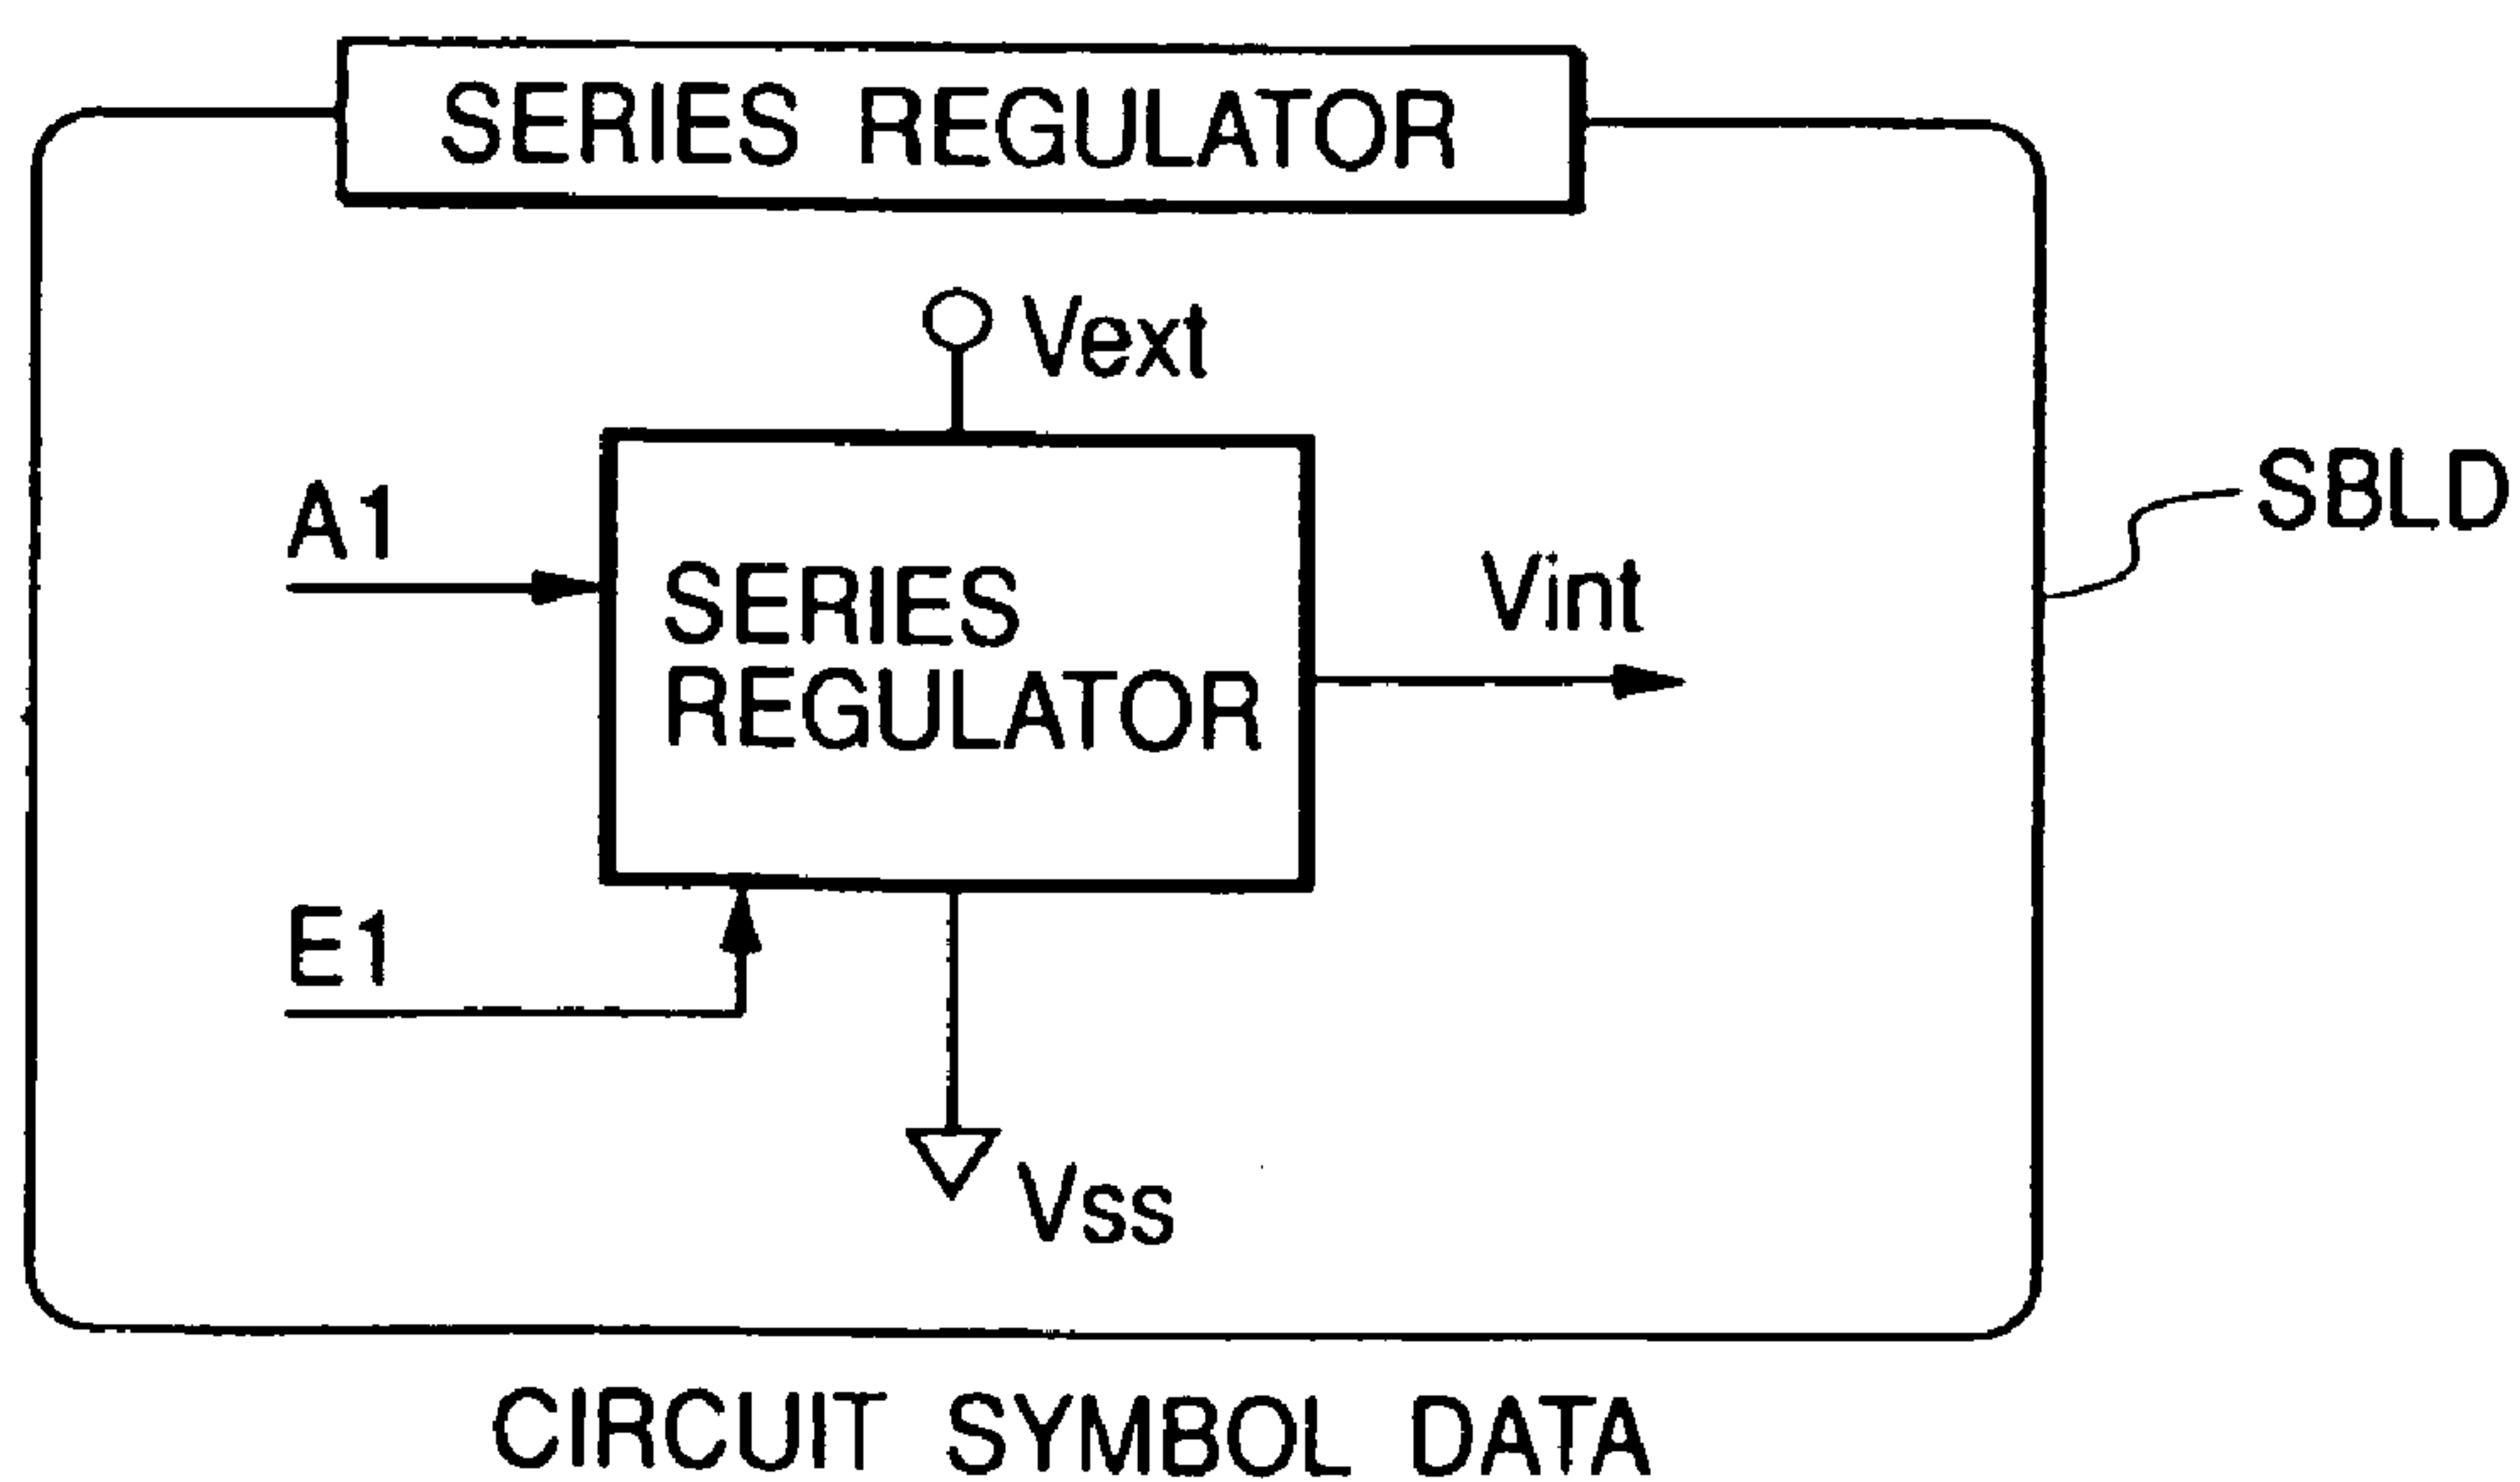 SERIES REGULATOR
Vext
A1
SBLD
SERIES
REGULATOR
Vint
E1
Vss
CIRCUIT SYMBOL DATA